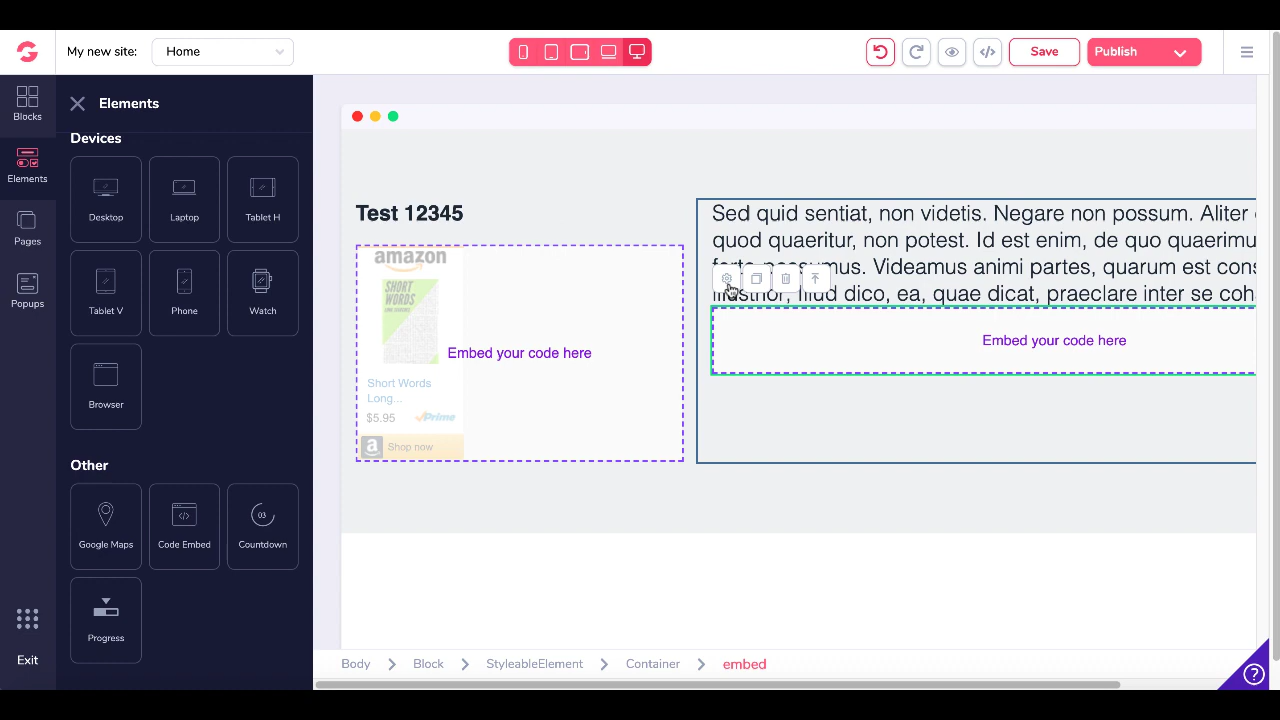 My new site:
Home
Save
Publish
Blocks
Elements
Pages
Popups
Exit
Elements
Devices
Desktop
Laptop
Tablet H
Tablet V
Phone
Watch
Browser
Other
Google Maps
Code Embed
03
Countdown
Progress
Test 12345
amazon
SHORT
WORDS
Embed your code here
Short Words
Long...
$5.95
Prime
a
Shop now
Sed quid sentiat, non videtis. Negare non possum. Aliter
quod quaeritur, non potest. Id est enim, de quo quaerimu
forte possumus. Videamus animi partes, quarum est cons
illustrior; illud dico, ea, quae dicat, praeclare inter se coh
Embed your code here
Body
Block
StyleableElement
Container
embed
?